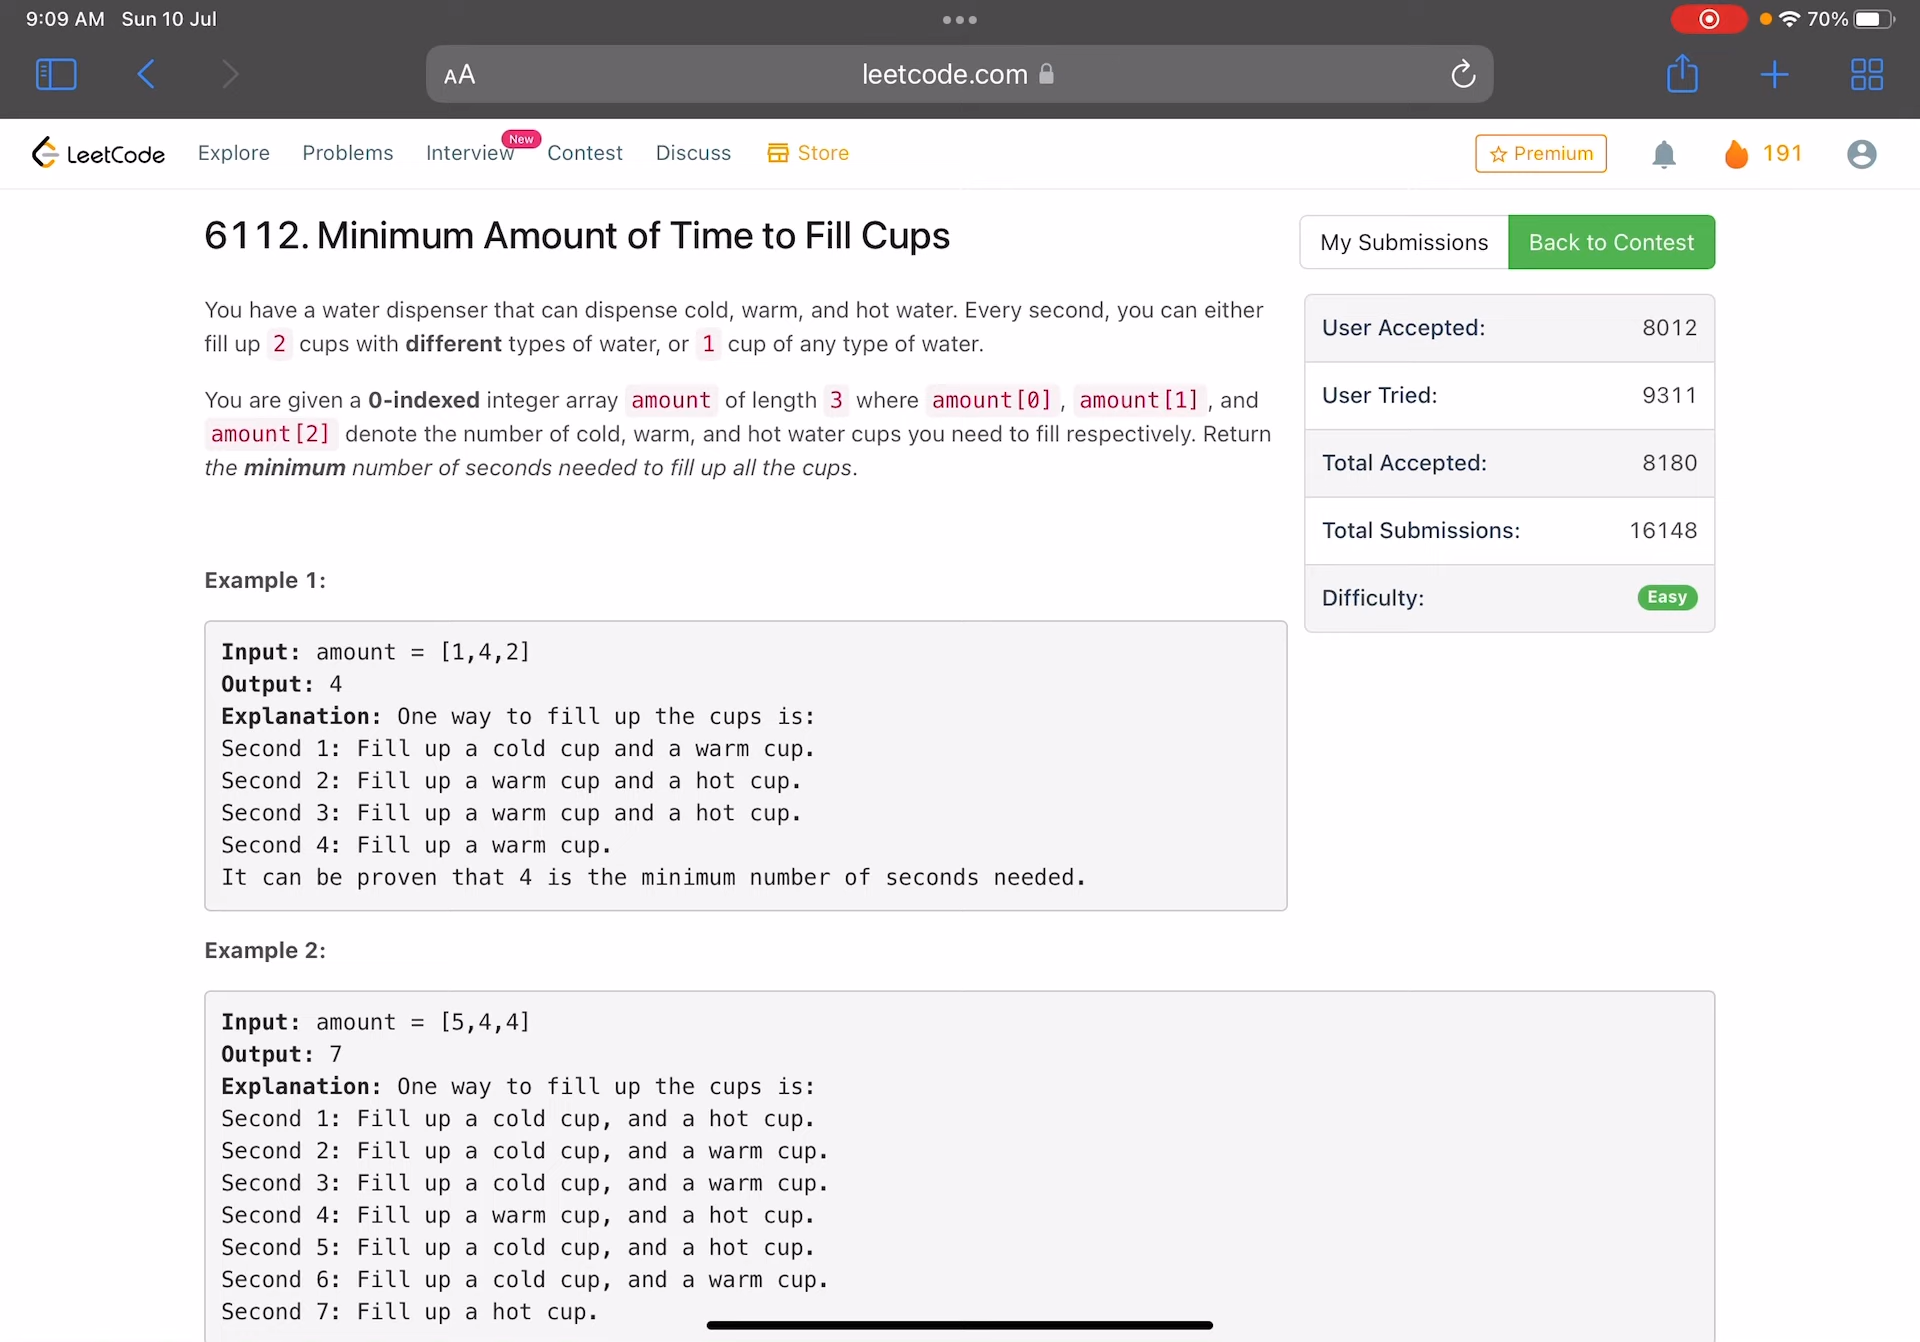 9:09 AM Sun 10 Jul
70%
AA
leetcode.com
LeetCode
Explore
Problems
Interview
New
Contest
Discuss
Store
Premium
191
6112. Minimum Amount of Time to Fill Cups
My Submissions
Back to Contest
You have a water dispenser that can dispense cold, warm, and hot water. Every second, you can either
fill up 2 cups with different types of water, or 1 cup of any type of water.
You are given a 0-indexed integer array amount of length 3 where amount[0], amount[1], and
amount[2] denote the number of cold, warm, and hot water cups you need to fill respectively. Return
the minimum number of seconds needed to fill up all the cups.
User Accepted: 8012
User Tried: 9311
Total Accepted: 8180
Total Submissions: 16148
Difficulty: Easy
Example 1:
Input: amount = [1,4,2]
Output: 4
Explanation: One way to fill up the cups is:
Second 1: Fill up a cold cup and a warm cup.
Second 2: Fill up a warm cup and a hot cup.
Second 3: Fill up a warm cup and a hot cup.
Second 4: Fill up a warm cup.
It can be proven that 4 is the minimum number of seconds needed.
Example 2:
Input: amount = [5,4,4]
Output: 7
Explanation: One way to fill up the cups is:
Second 1: Fill up a cold cup, and a hot cup.
Second 2: Fill up a cold cup, and a warm cup.
Second 3: Fill up a cold cup, and a warm cup.
Second 4: Fill up a warm cup, and a hot cup.
Second 5: Fill up a cold cup, and a hot cup.
Second 6: Fill up a cold cup, and a warm cup.
Second 7: Fill up a hot cup.